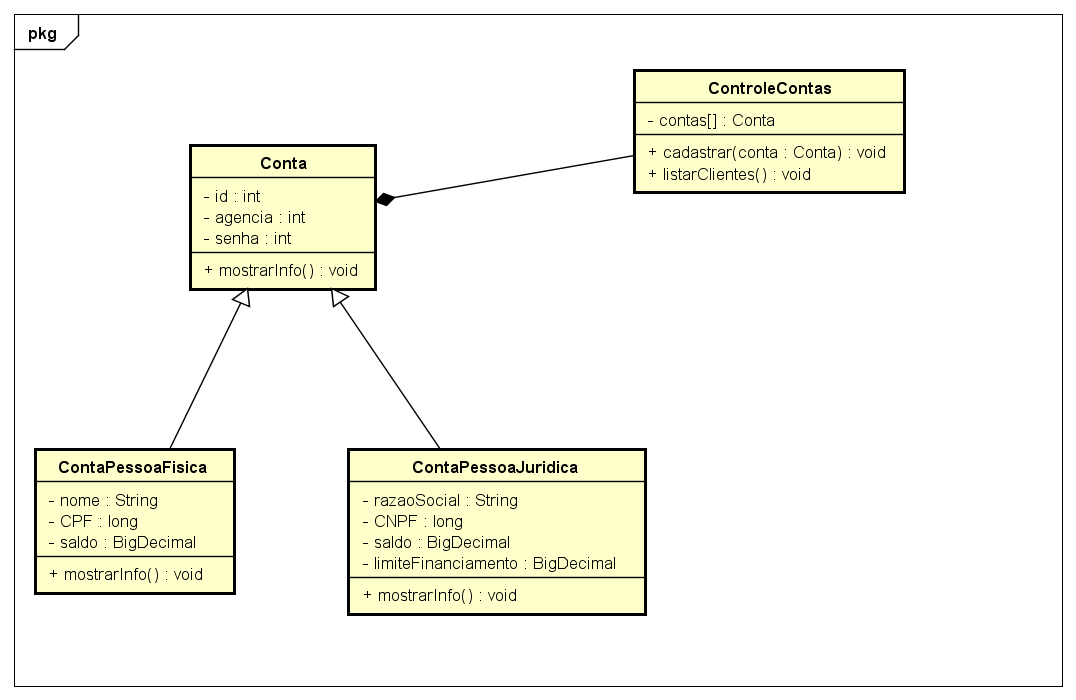 pkg
ControleContas
- contas[] : Conta
+ cadastrar(conta : Conta) : void
+ listarClientes() : void
Conta
- id : int
- agencia : int
- senha : int
+ mostrarInfo() : void
ContaPessoaFisica
- nome : String
- CPF : long
- saldo : BigDecimal
+ mostrarInfo() : void
ContaPessoaJuridica
- razaoSocial : String
- CNPF : long
- saldo : BigDecimal
- limiteFinanciamento : BigDecimal
+ mostrarInfo() : void